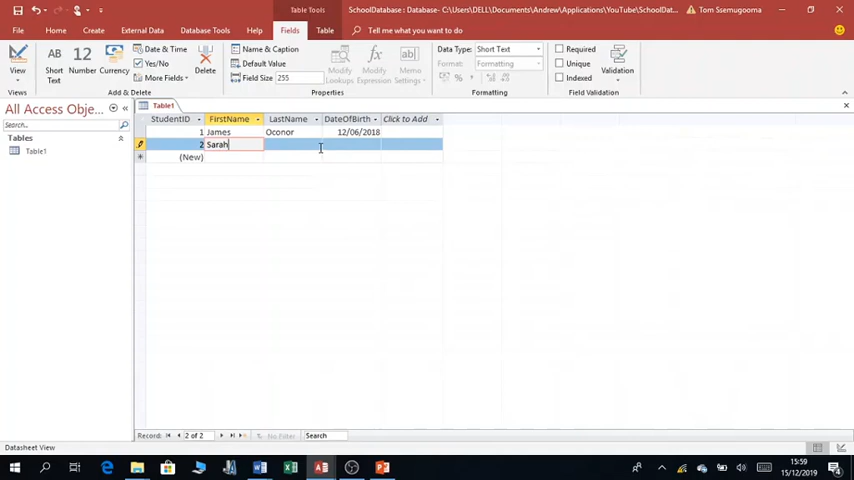 Table Tools
SchoolDatabase : Database- C:\Users\DELL\Documents\Andrew\Applications\YouTube\SchoolDat...
Tom Ssemugooma
File Home Create External Data Database Tools Help Fields Table Tell me what you want to do
View
AB
Short Text
12
Number
Currency
Date & Time
Yes/No
More Fields
Delete
Name & Caption
Default Value
Field Size 255
Modify Lookups
fx
Modify Expression
ab
Memo Settings
Data Type: Short Text
Format: Formatting
$ % ,
Required
Unique
Indexed
Validation
Views Add & Delete Properties Formatting Field Validation
All Access Obje...
Search...
Tables
Table1
Table1
StudentID FirstName LastName DateOfBirth Click to Add
1 James Oconor 12/06/2018
2 Sarah
(New)
Record: 2 of 2 No Filter Search
Datasheet View
15:59
15/12/2019